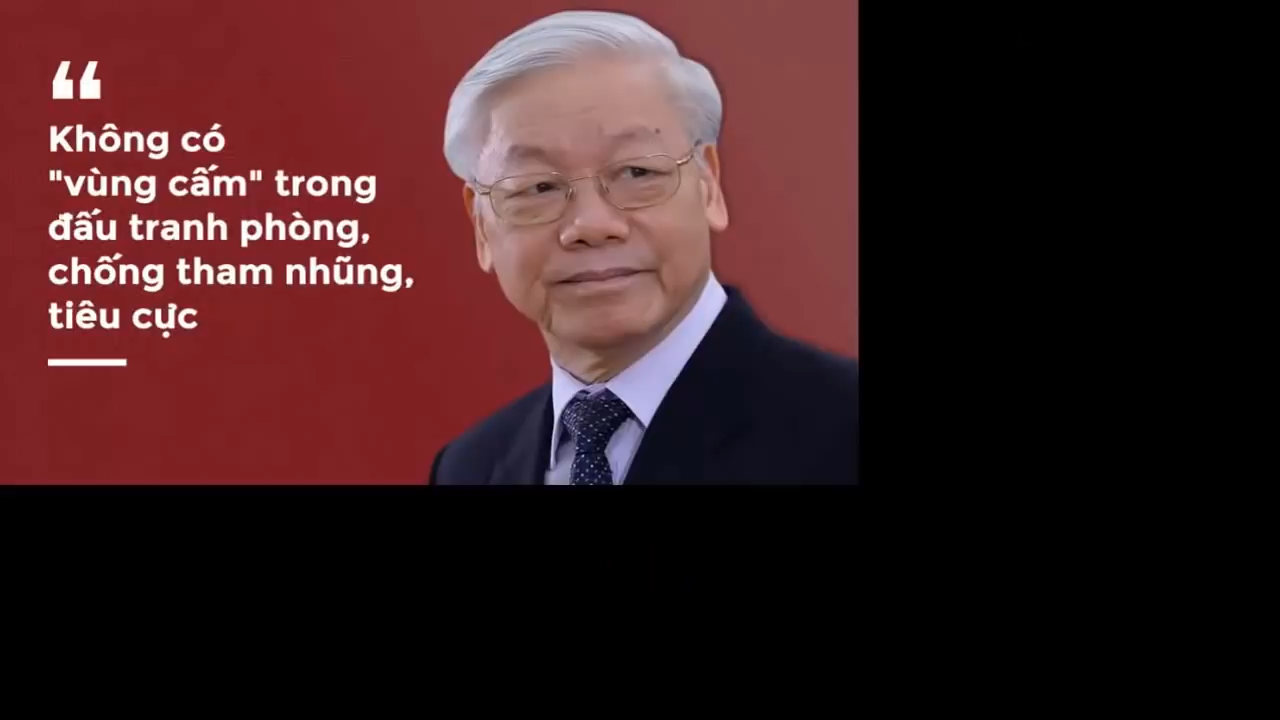 “
Không có
"vùng cấm" trong
đấu tranh phòng,
chống tham nhũng,
tiêu cực